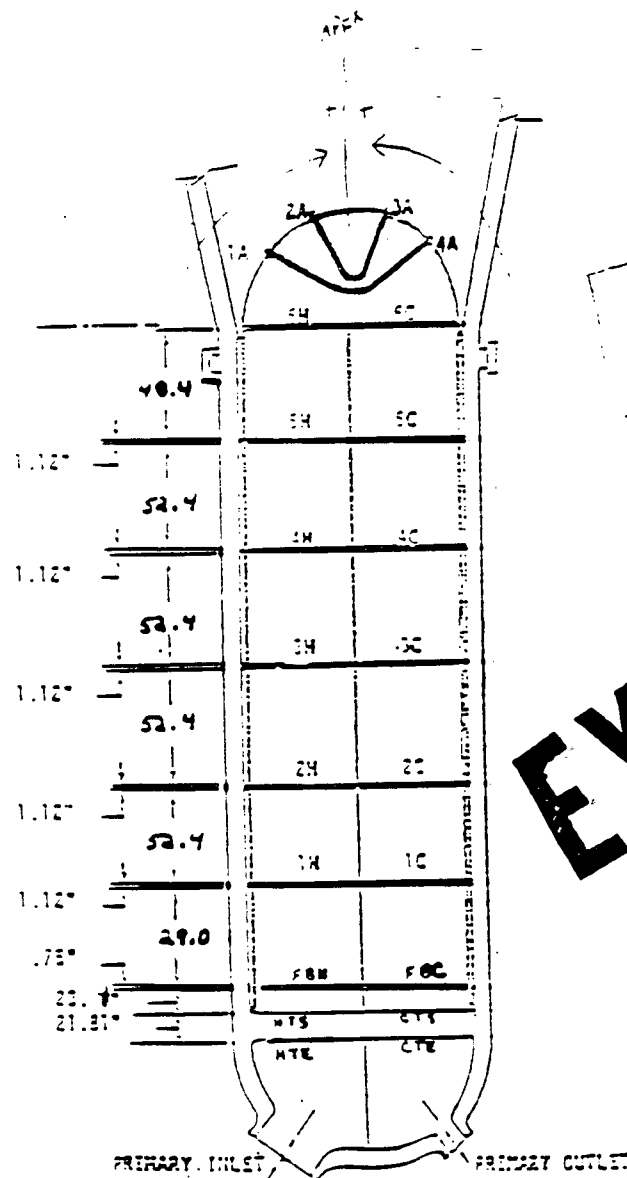 APEX
2A 3A
1A 4A
6H 6C
48.4
5H 5C
1.12"
52.4
4H 4C
1.12"
52.4
3H 3C
1.12"
52.4
2H 2C
1.12"
52.4
1H 1C
1.12"
29.0
.75"
FBH FBC
21.81"
HTS CTS
HTE CTE
PRIMARY INLET PRIMARY OUTLET